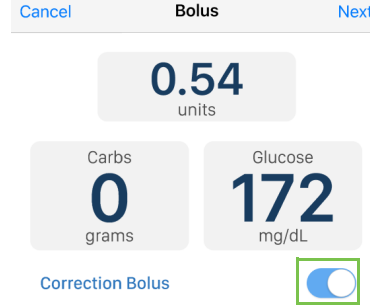 Cancel Bolus Next
0.54
units
Carbs Glucose
0 172
grams mg/dL
Correction Bolus